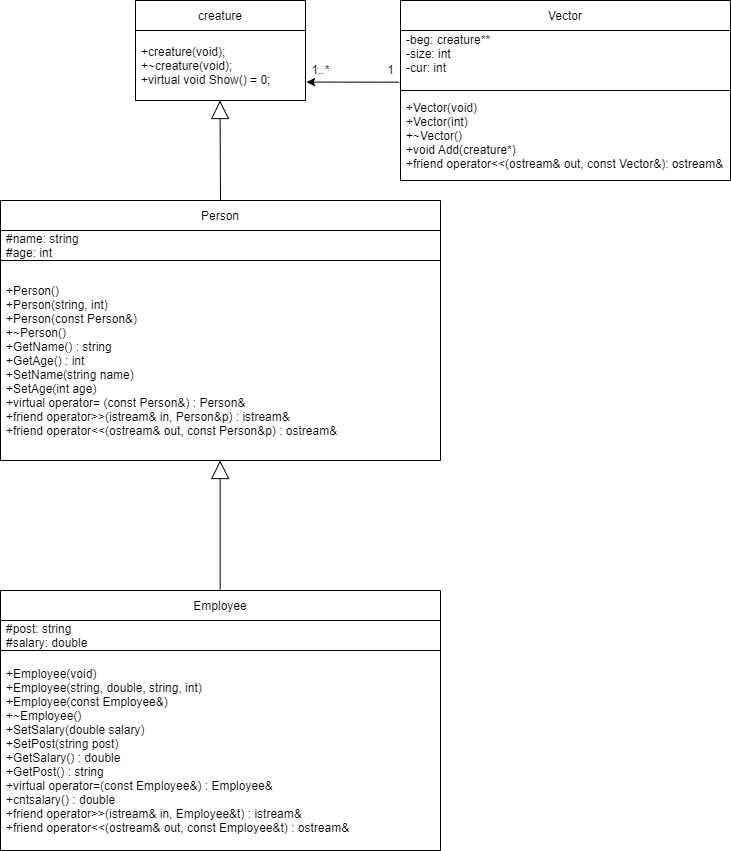 creature
+creature(void);
+~creature(void);
+virtual void Show() = 0;
1..*
1
Vector
-beg: creature**
-size: int
-cur: int
+Vector(void)
+Vector(int)
+~Vector()
+void Add(creature*)
+friend operator<<(ostream& out, const Vector&): ostream&
Person
#name: string
#age: int
+Person()
+Person(string, int)
+Person(const Person&)
+~Person()
+GetName() : string
+GetAge() : int
+SetName(string name)
+SetAge(int age)
+virtual operator= (const Person&) : Person&
+friend operator>>(istream& in, Person&p) : istream&
+friend operator<<(ostream& out, const Person&p) : ostream&
Employee
#post: string
#salary: double
+Employee(void)
+Employee(string, double, string, int)
+Employee(const Employee&)
+~Employee()
+SetSalary(double salary)
+SetPost(string post)
+GetSalary() : double
+GetPost() : string
+virtual operator=(const Employee&) : Employee&
+cntsalary() : double
+friend operator>>(istream& in, Employee&t) : istream&
+friend operator<<(ostream& out, const Employee&t) : ostream&